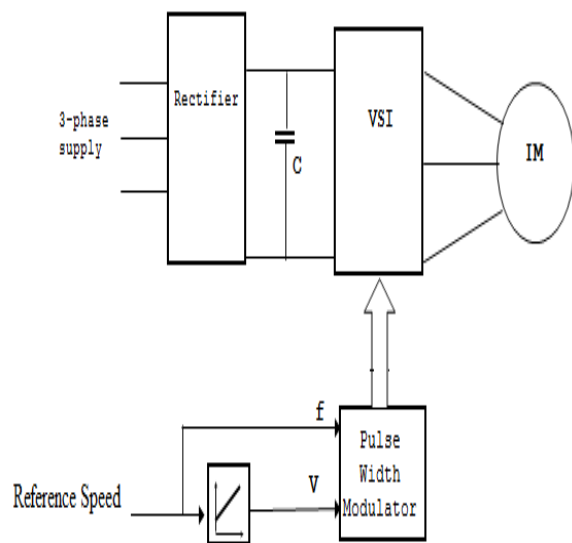 3-phase
supply
Rectifier
C
VSI
IM
f
Reference Speed
V
Pulse
Width
Modulator